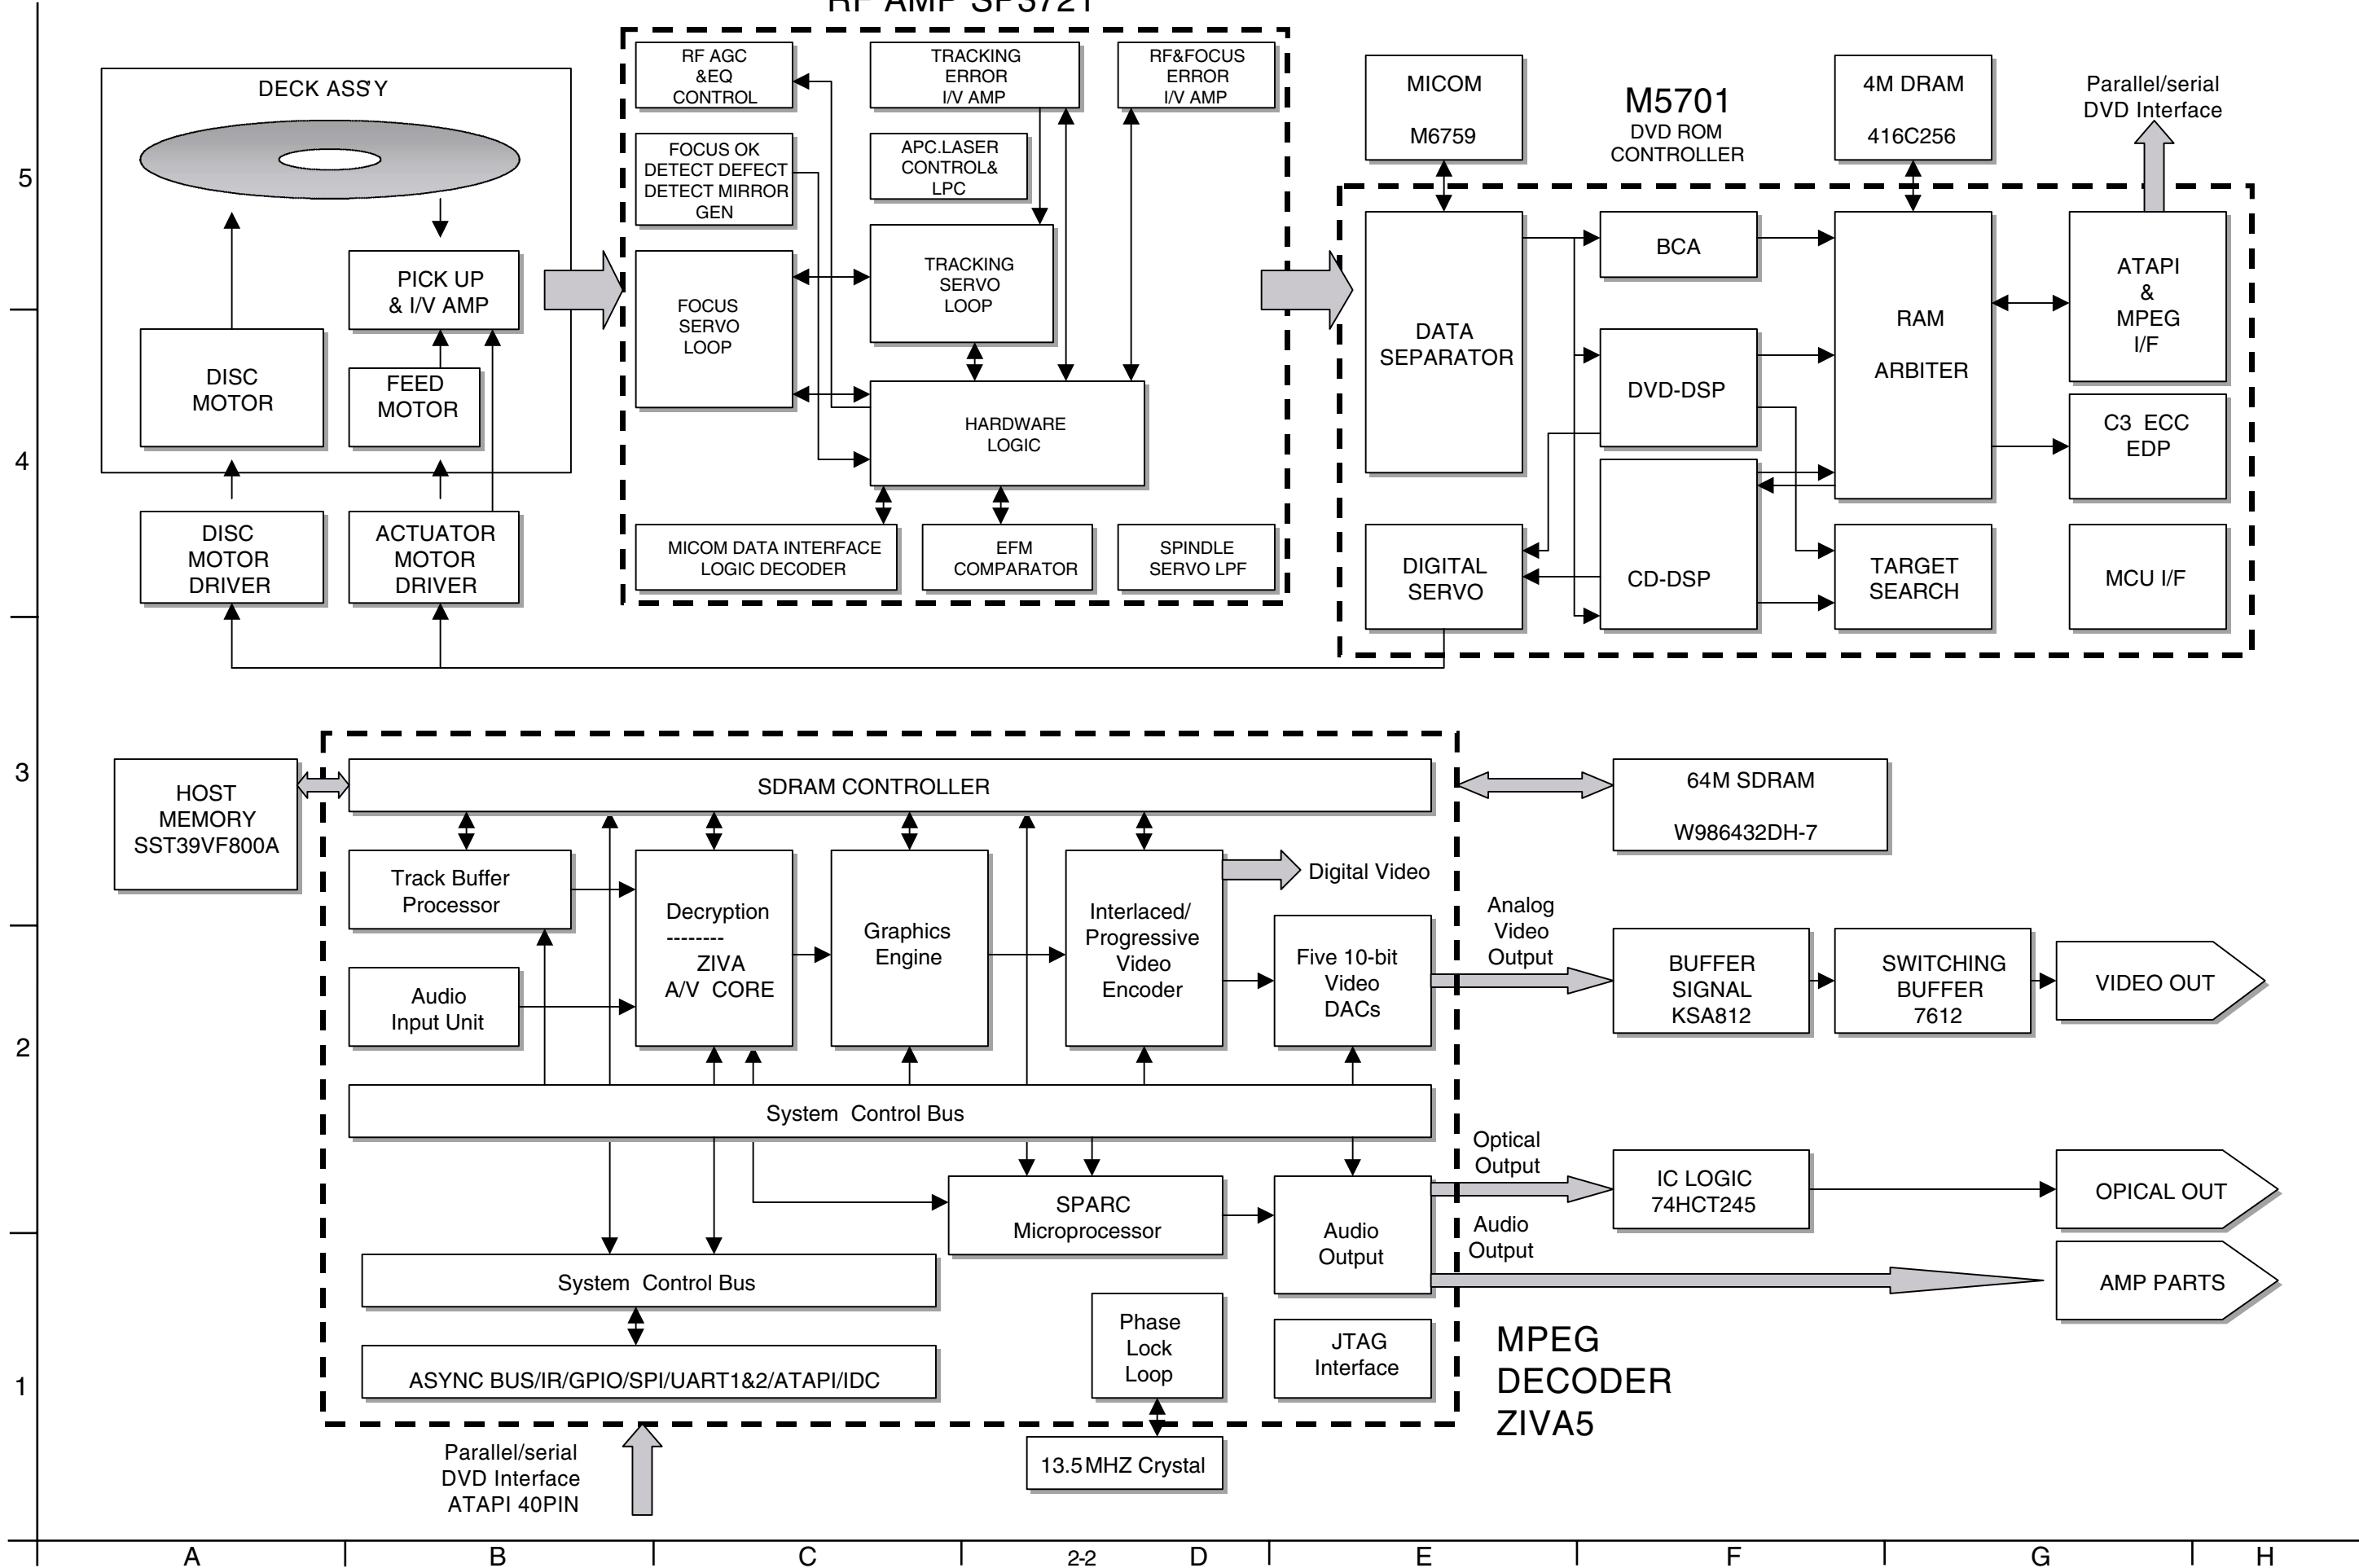 RF AMP SP3721
DECK ASS'Y
PICK UP
& I/V AMP
DISC
MOTOR
FEED
MOTOR
DISC
MOTOR
DRIVER
ACTUATOR
MOTOR
DRIVER
RF AGC
&EQ
CONTROL
TRACKING
ERROR
I/V AMP
RF&FOCUS
ERROR
I/V AMP
FOCUS OK
DETECT DEFECT
DETECT MIRROR
GEN
APC.LASER
CONTROL&
LPC
FOCUS
SERVO
LOOP
TRACKING
SERVO
LOOP
HARDWARE
LOGIC
MICOM DATA INTERFACE
LOGIC DECODER
EFM
COMPARATOR
SPINDLE
SERVO LPF
MICOM
M6759
M5701
DVD ROM
CONTROLLER
4M DRAM
416C256
Parallel/serial
DVD Interface
DATA
SEPARATOR
BCA
DVD-DSP
CD-DSP
RAM
ARBITER
ATAPI
&
MPEG
I/F
C3 ECC
EDP
DIGITAL
SERVO
TARGET
SEARCH
MCU I/F
5
4
3
2
1
HOST
MEMORY
SST39VF800A
SDRAM CONTROLLER
64M SDRAM
W986432DH-7
Track Buffer
Processor
Audio
Input Unit
Decryption
--------
ZIVA
A/V CORE
Graphics
Engine
Interlaced/
Progressive
Video
Encoder
Digital Video
Five 10-bit
Video
DACs
Analog
Video
Output
BUFFER
SIGNAL
KSA812
SWITCHING
BUFFER
7612
VIDEO OUT
System Control Bus
SPARC
Microprocessor
Audio
Output
Optical
Output
IC LOGIC
74HCT245
OPICAL OUT
Audio
Output
AMP PARTS
System Control Bus
ASYNC BUS/IR/GPIO/SPI/UART1&2/ATAPI/IDC
Phase
Lock
Loop
JTAG
Interface
MPEG
DECODER
ZIVA5
Parallel/serial
DVD Interface
ATAPI 40PIN
13.5MHZ Crystal
A B C 2-2 D E F G H